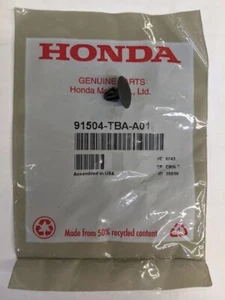 HONDA
GENUINE PARTS
Honda Motor Co., Ltd.
91504-TBA-A01
Assembled in USA
Made from 50% recycled content